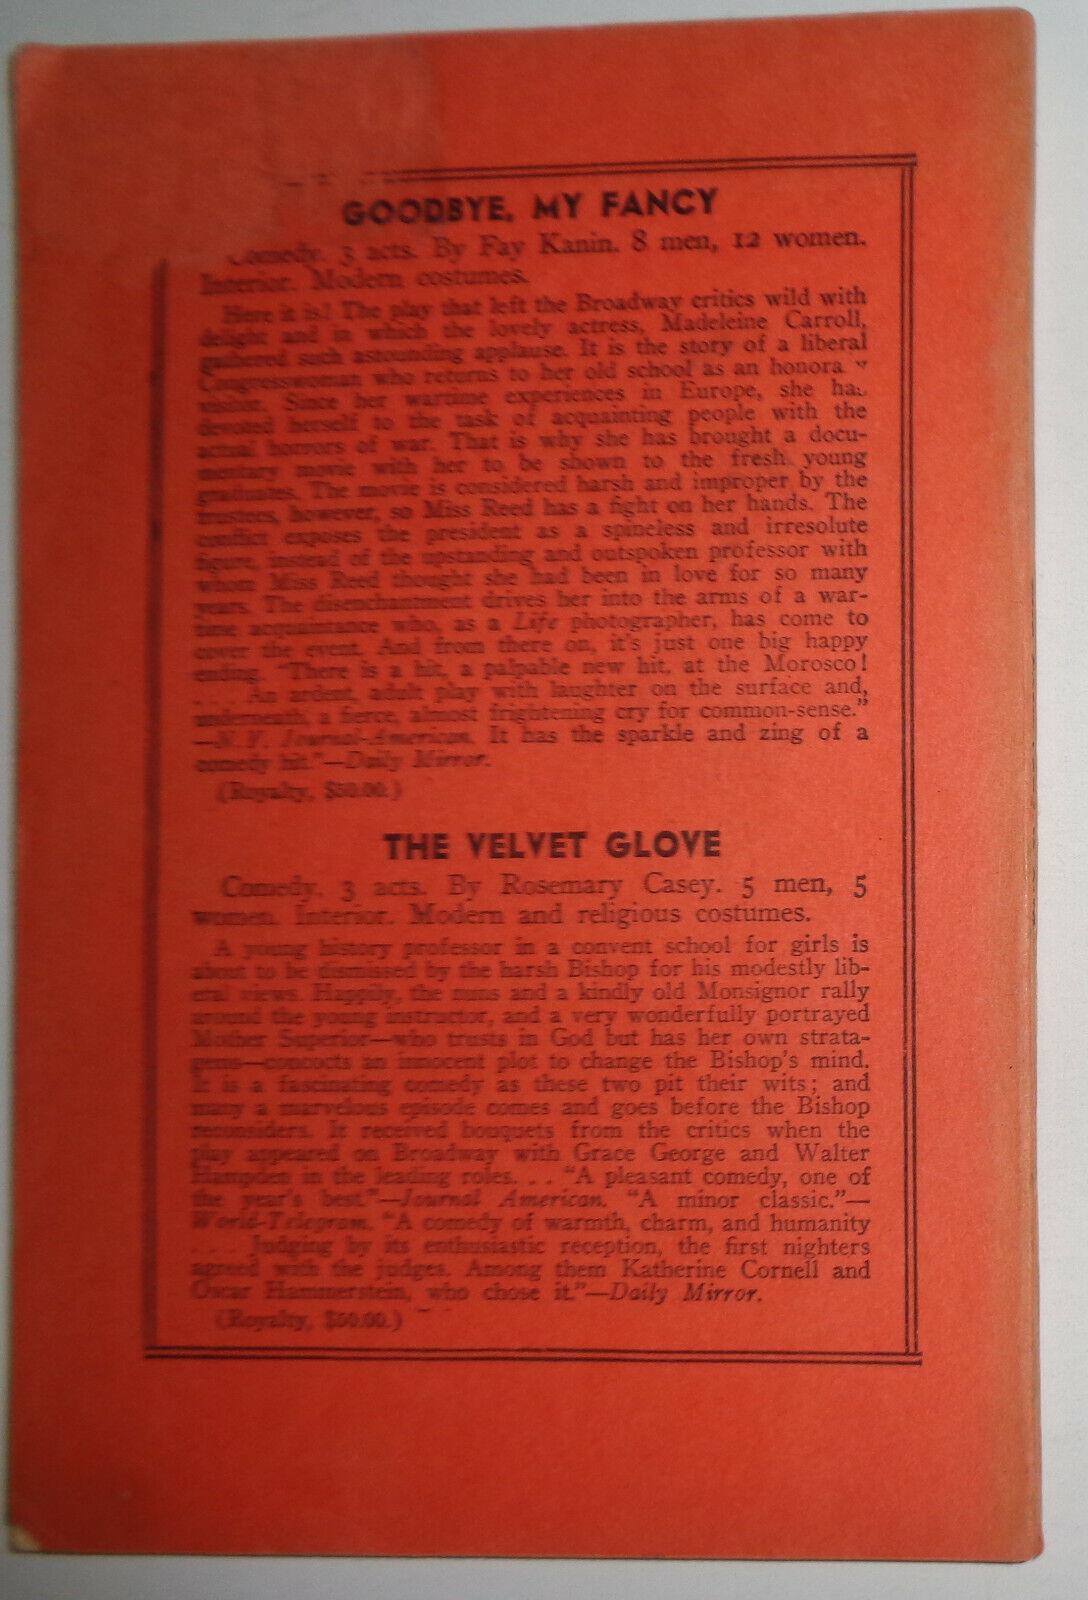 GOODBYE, MY FANCY
Comedy. 3 acts. By Fay Kanin. 8 men, 12 women.
Interior. Modern costumes.
Here it is! The play that left the Broadway critics wild with
delight and in which the lovely actress, Madeleine Carroll,
gathered such astounding applause. It is the story of a liberal
Congresswoman who returns to her old school as an honora y
visitor. Since her wartime experiences in Europe, she has
devoted herself to the task of acquainting people with the
actual horrors of war. That is why she has brought a docu-
mentary movie with her to be shown to the fresh young
graduates. The movie is considered harsh and improper by the
trustees, however, so Miss Reed has a fight on her hands. The
conflict exposes the president as a spineless and irresolute
figure, instead of the upstanding and outspoken professor with
whom Miss Reed thought she had been in love for so many
years. The disenchantment drives her into the arms of a war-
time acquaintance who, as a Life photographer, has come to
cover the event. And from there on, it's just one big happy
ending. "There is a hit, a palpable new hit, at the Morosco!
. . . An ardent, adult play with laughter on the surface and,
underneath, a fierce, almost frightening cry for common-sense."
—N. Y. Journal-American. It has the sparkle and zing of a
comedy hit."—Daily Mirror.
(Royalty, $50.00.)
THE VELVET GLOVE
Comedy. 3 acts. By Rosemary Casey. 5 men, 5
women. Interior. Modern and religious costumes.
A young history professor in a convent school for girls is
about to be dismissed by the harsh Bishop for his modestly lib-
eral views. Happily, the nuns and a kindly old Monsignor rally
around the young instructor, and a very wonderfully portrayed
Mother Superior—who trusts in God but has her own strata-
gems—concocts an innocent plot to change the Bishop's mind.
It is a fascinating comedy as these two pit their wits; and
many a marvelous episode comes and goes before the Bishop
reconsiders. It received bouquets from the critics when the
play appeared on Broadway with Grace George and Walter
Hampden in the leading roles. . . "A pleasant comedy, one of
the year's best."—Journal American. "A minor classic."—
World-Telegram. "A comedy of warmth, charm, and humanity
. . . Judging by its enthusiastic reception, the first nighters
agreed with the judges. Among them Katherine Cornell and
Oscar Hammerstein, who chose it."—Daily Mirror.
(Royalty, $50.00.)